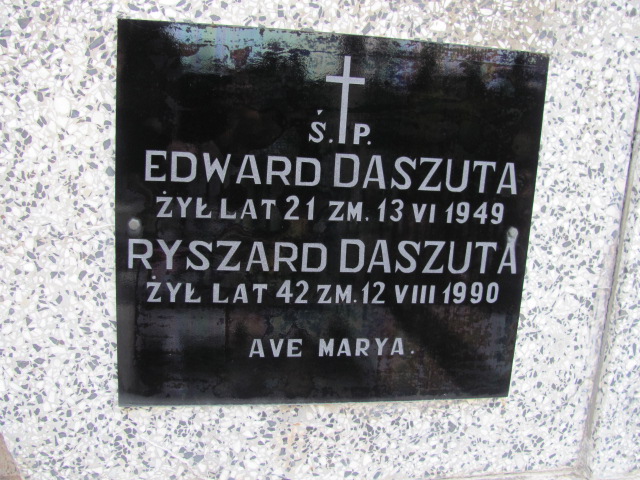 Ś. P.
EDWARD DASZUTA
ŻYŁ LAT 21 ZM. 13 VI 1949
RYSZARD DASZUTA
ŻYŁ LAT 42 ZM. 12 VIII 1990
AVE MARYA.